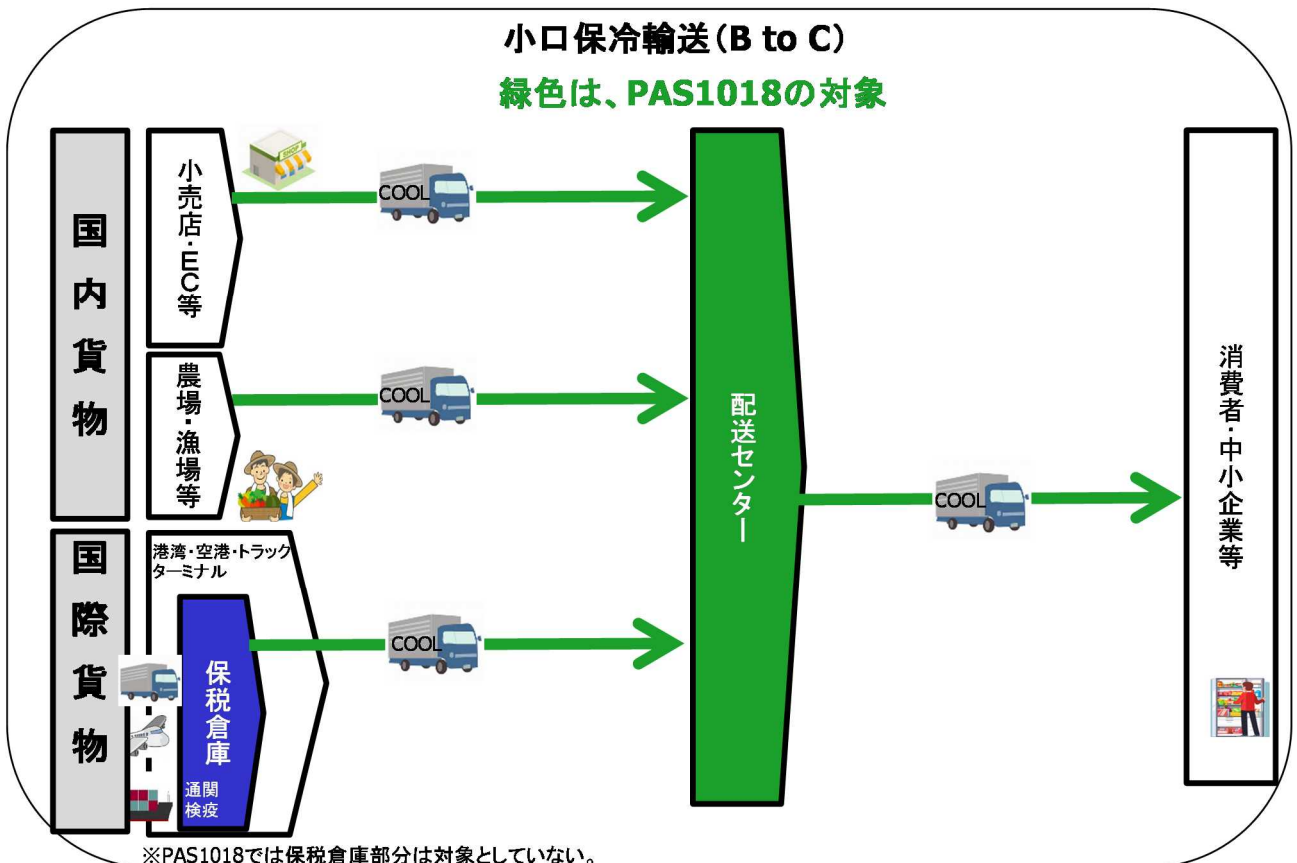 小口保冷輸送(B to C)
緑色は、PAS1018の対象
国内貨物
小売店・EC等
SHOP
COOL
農場・漁場等
COOL
国際貨物
港湾・空港・トラック
ターミナル
保税倉庫
通関
検疫
COOL
配送センター
COOL
消費者・中小企業等
※PAS1018では保税倉庫部分は対象としていない。